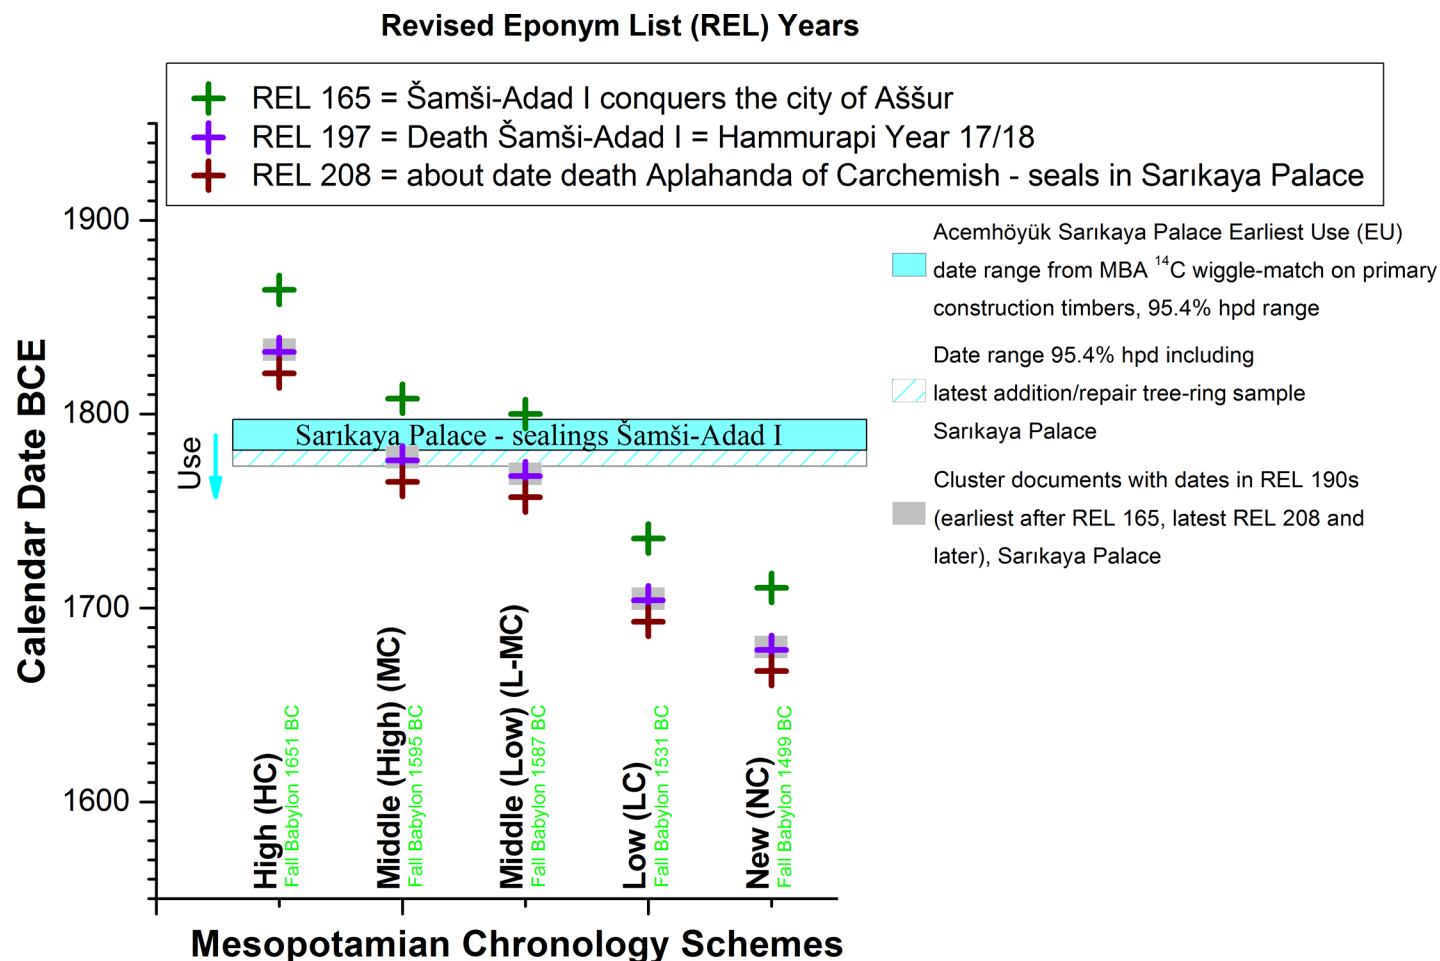 Revised Eponym List (REL) Years
REL 165 = Šamši-Adad I conquers the city of Aššur
REL 197 = Death Šamši-Adad I = Hammurapi Year 17/18
REL 208 = about date death Aplahanda of Carchemish - seals in Sarıkaya Palace
Calendar Date BCE
1900
1800
1700
1600
Use
Sarıkaya Palace - sealings Šamši-Adad I
Acemhöyük Sarıkaya Palace Earliest Use (EU)
date range from MBA ¹⁴C wiggle-match on primary
construction timbers, 95.4% hpd range
Date range 95.4% hpd including
latest addition/repair tree-ring sample
Sarıkaya Palace
Cluster documents with dates in REL 190s
(earliest after REL 165, latest REL 208 and
later), Sarıkaya Palace
High (HC)
Fall Babylon 1651 BC
Middle (High) (MC)
Fall Babylon 1595 BC
Middle (Low) (L-MC)
Fall Babylon 1587 BC
Low (LC)
Fall Babylon 1531 BC
New (NC)
Fall Babylon 1499 BC
Mesopotamian Chronology Schemes